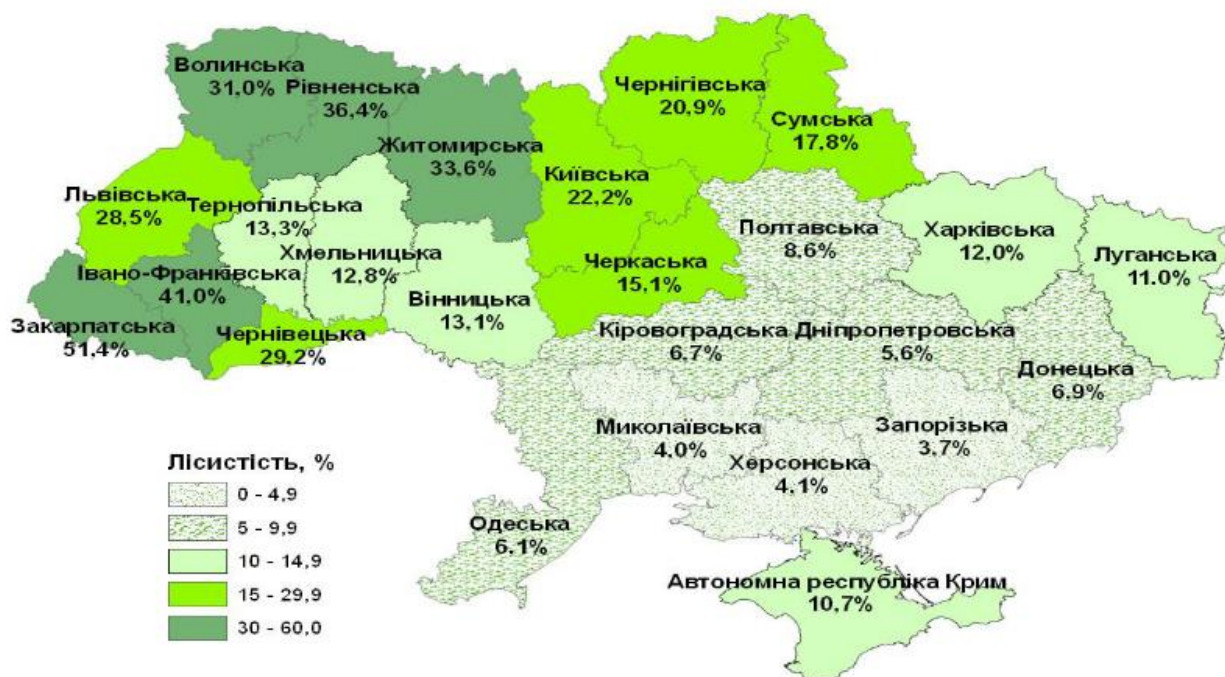 Волинська
31,0%
Рівненська
36,4%
Житомирська
33,6%
Чернігівська
20,9%
Сумська
17,8%
Київська
22,2%
Львівська
28,5%
Тернопільська
13,3%
Хмельницька
12,8%
Івано-Франківська
41,0%
Закарпатська
51,4%
Чернівецька
29,2%
Вінницька
13,1%
Черкаська
15,1%
Полтавська
8.6%
Харківська
12.0%
Луганська
11.0%
Кіровоградська
6.7%
Дніпропетровська
5.6%
Донецька
6.9%
Миколаївська
4.0%
Херсонська
4.1%
Запорізька
3.7%
Одеська
6.1%
Автономна республіка Крим
10.7%
Лісистість, %
0 - 4,9
5 - 9,9
10 - 14,9
15 - 29,9
30 - 60,0